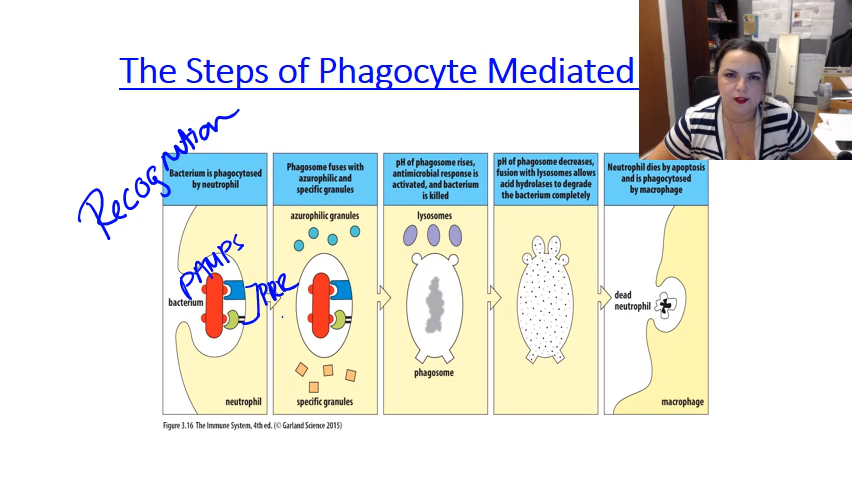 The Steps of Phagocyte Mediated
Recognition
Bacterium is phagocytosed
by neutrophil
Phagosome fuses with
azurophilic and
specific granules
pH of phagosome rises,
antimicrobial response is
activated, and bacterium
is killed
pH of phagosome decreases,
fusion with lysosomes allows
acid hydrolases to degrade
the bacterium completely
Neutrophil dies by apoptosis
and is phagocytosed
by macrophage
azurophilic granules
lysosomes
PAMPS
PRR
bacterium
dead
neutrophil
phagosome
neutrophil
specific granules
macrophage
Figure 3.16 The Immune System, 4th ed. (© Garland Science 2015)